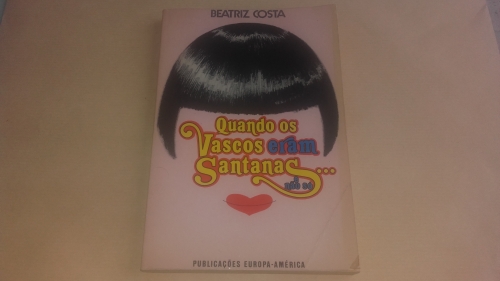 BEATRIZ COSTA
Quando os
Vascos eram
Santanas...
PUBLICAÇÕES EUROPA-AMÉRICA